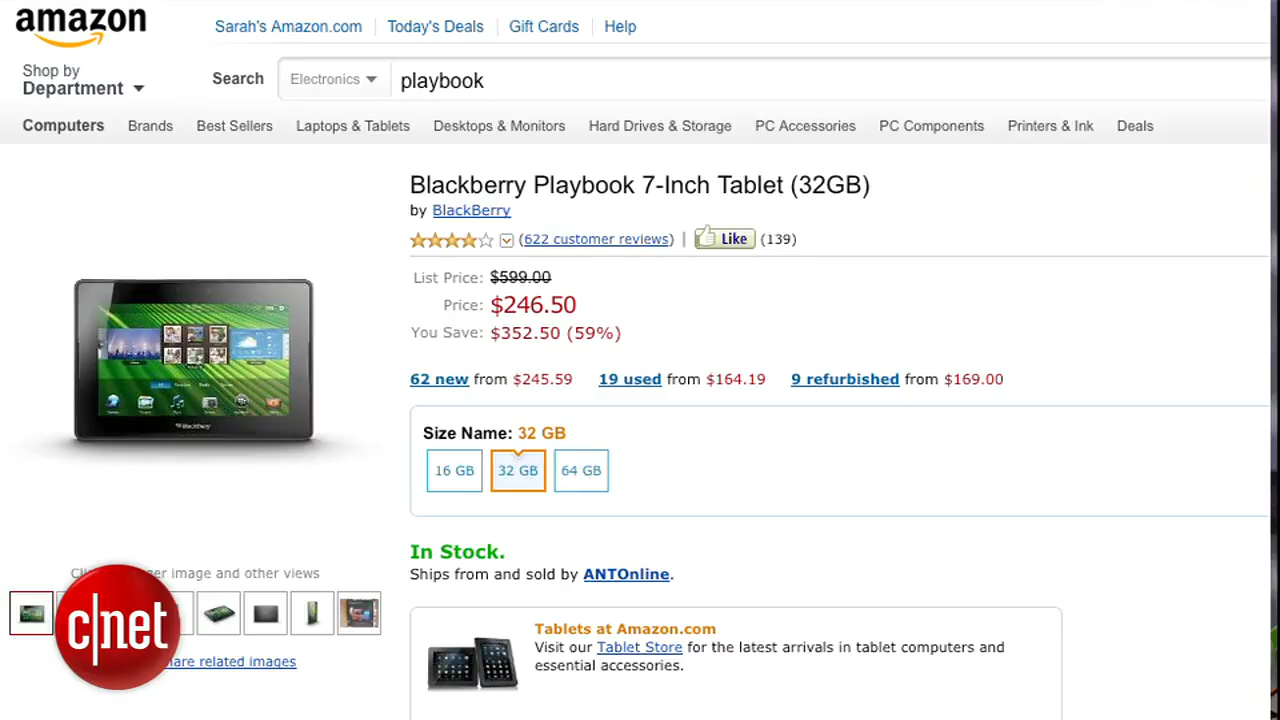 amazon
Sarah's Amazon.com
Today's Deals
Gift Cards
Help
Shop by
Department
Search
Electronics
playbook
Computers
Brands
Best Sellers
Laptops & Tablets
Desktops & Monitors
Hard Drives & Storage
PC Accessories
PC Components
Printers & Ink
Deals
Blackberry Playbook 7-Inch Tablet (32GB)
by BlackBerry
(622 customer reviews) | Like (139)
List Price: $599.00
Price: $246.50
You Save: $352.50 (59%)
62 new from $245.59 19 used from $164.19 9 refurbished from $169.00
Size Name: 32 GB
16 GB
32 GB
64 GB
BlackBerry
In Stock.
Ships from and sold by ANTOnline.
image and other views
related images
c|net
Tablets at Amazon.com
Visit our Tablet Store for the latest arrivals in tablet computers and
essential accessories.